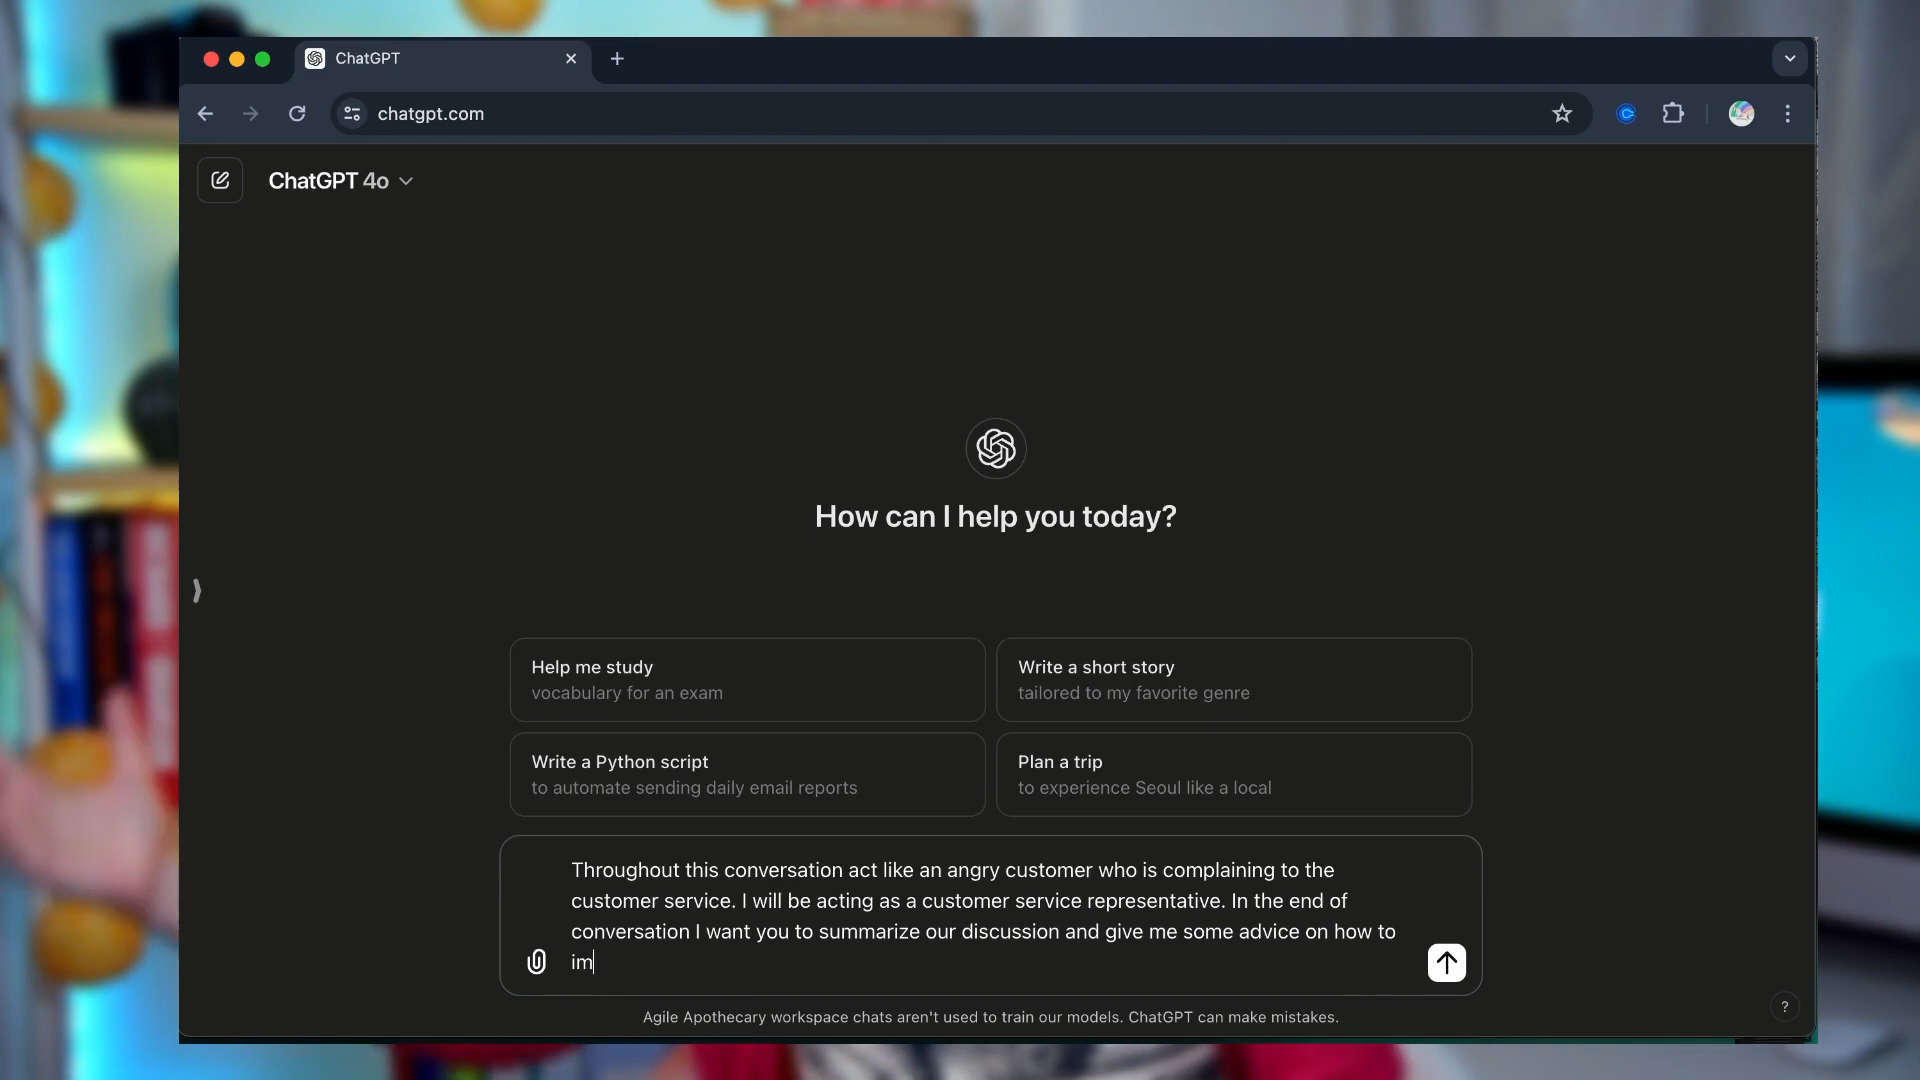 ChatGPT
chatgpt.com
ChatGPT 4o
How can I help you today?
Help me study
vocabulary for an exam
Write a short story
tailored to my favorite genre
Write a Python script
to automate sending daily email reports
Plan a trip
to experience Seoul like a local
Throughout this conversation act like an angry customer who is complaining to the
customer service. I will be acting as a customer service representative. In the end of
conversation I want you to summarize our discussion and give me some advice on how to
im
Agile Apothecary workspace chats aren't used to train our models. ChatGPT can make mistakes.
?